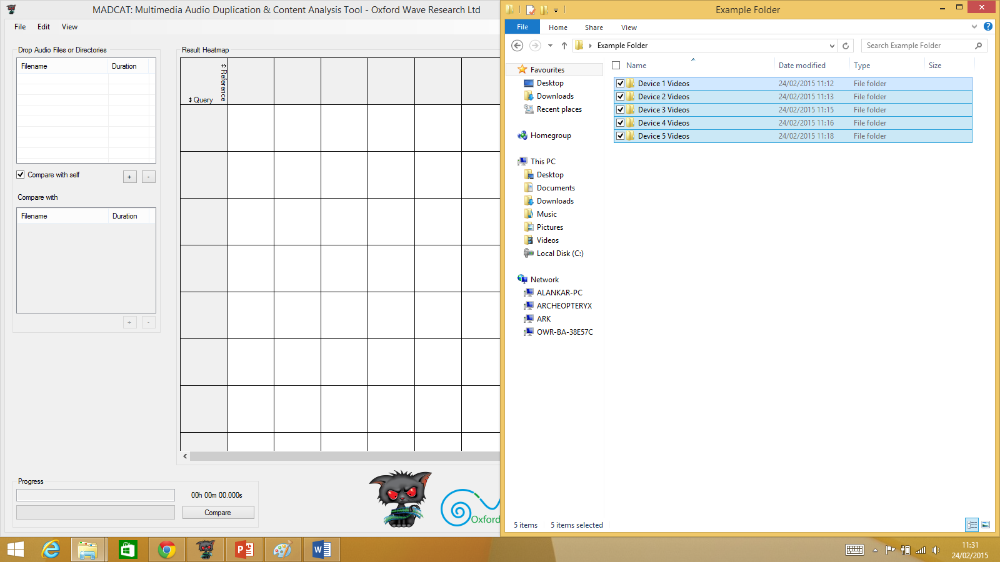 MADCAT: Multimedia Audio Duplication & Content Analysis Tool - Oxford Wave Research Ltd
File Edit View
Drop Audio Files or Directories
Filename Duration
Compare with self
+ -
Compare with
Filename Duration
+ -
Result Heatmap
Reference
Query
Progress
00h 00m 00.000s
Compare
Oxford
Example Folder
File Home Share View
Example Folder
Search Example Folder
Favourites
Desktop
Downloads
Recent places
Homegroup
This PC
Desktop
Documents
Downloads
Music
Pictures
Videos
Local Disk (C:)
Network
ALANKAR-PC
ARCHEOPTERYX
ARK
OWR-BA-38E57C
Name Date modified Type Size
Device 1 Videos 24/02/2015 11:12 File folder
Device 2 Videos 24/02/2015 11:13 File folder
Device 3 Videos 24/02/2015 11:15 File folder
Device 4 Videos 24/02/2015 11:16 File folder
Device 5 Videos 24/02/2015 11:18 File folder
5 items 5 items selected
11:31
24/02/2015